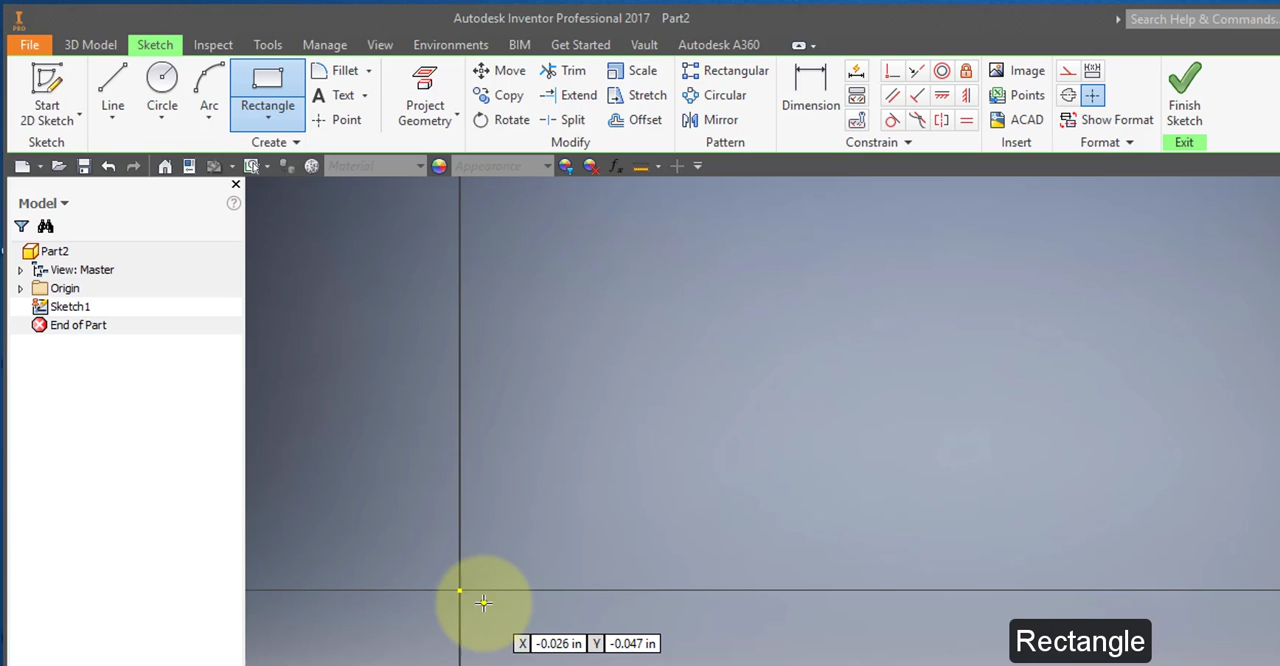 PRO
Autodesk Inventor Professional 2017 Part2
Search Help & Commands...
File 3D Model Sketch Inspect Tools Manage View Environments BIM Get Started Vault Autodesk A360
Start
2D Sketch
Line
Circle
Arc
Rectangle
Fillet
Text
Point
Project
Geometry
Move
Copy
Rotate
Trim
Extend
Split
Scale
Stretch
Offset
Rectangular
Circular
Mirror
Dimension
Image
Points
ACAD
Show Format
Finish
Sketch
Sketch Create Modify Pattern Constrain Insert Format Exit
Material Appearance fx
Model
Part2
View: Master
Origin
Sketch1
End of Part
X -0.026 in Y -0.047 in
Rectangle